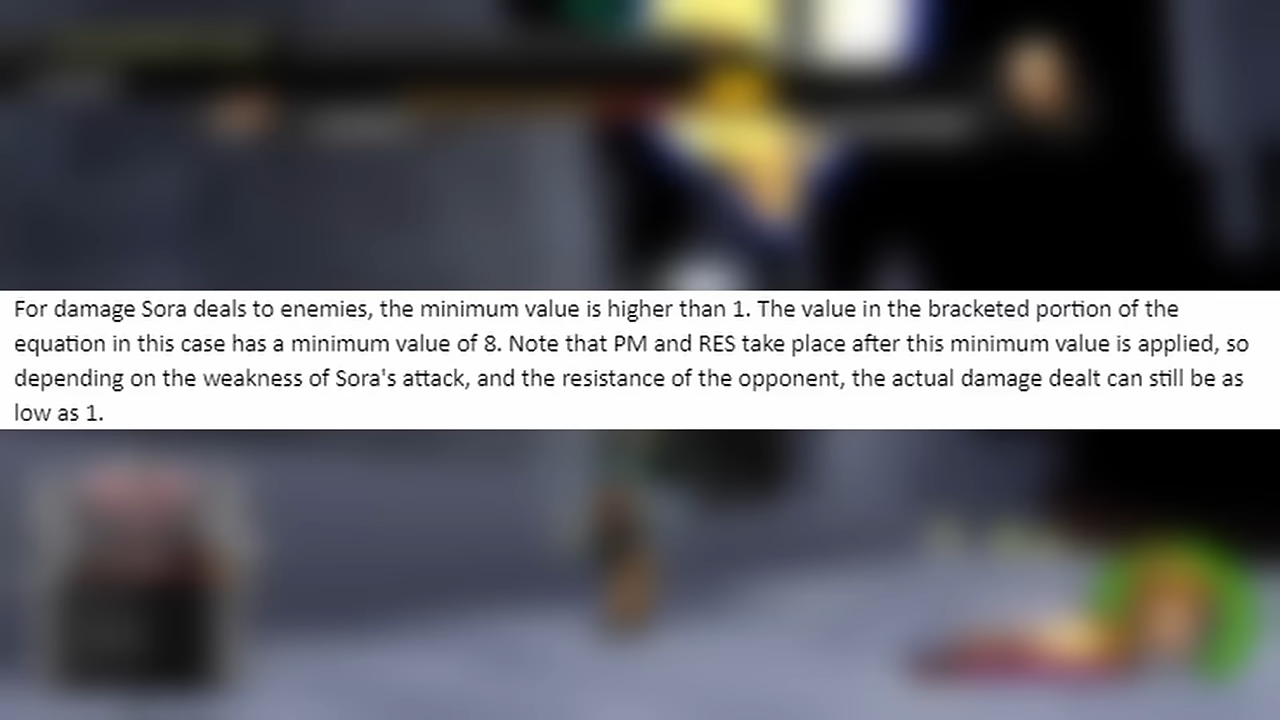 For damage Sora deals to enemies, the minimum value is higher than 1. The value in the bracketed portion of the
equation in this case has a minimum value of 8. Note that PM and RES take place after this minimum value is applied, so
depending on the weakness of Sora's attack, and the resistance of the opponent, the actual damage dealt can still be as
low as 1.